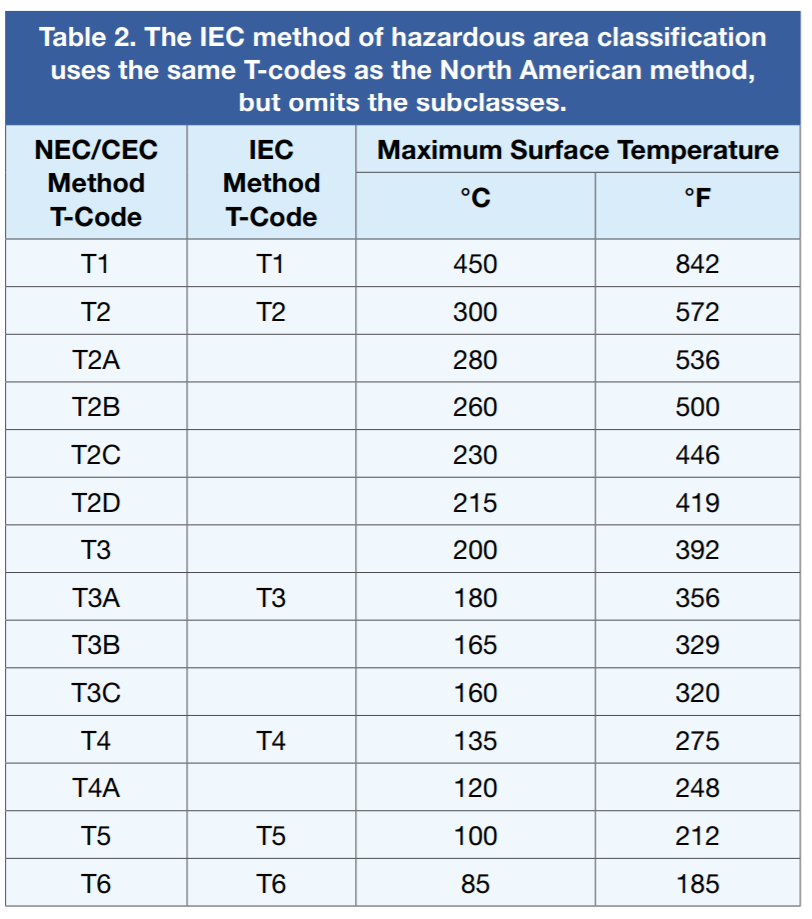 Table 2. The IEC method of hazardous area classification
uses the same T-codes as the North American method,
but omits the subclasses.
NEC/CEC Method T-Code IEC Method T-Code Maximum Surface Temperature
°C °F
T1 T1 450 842
T2 T2 300 572
T2A 280 536
T2B 260 500
T2C 230 446
T2D 215 419
T3 200 392
T3A T3 180 356
T3B 165 329
T3C 160 320
T4 T4 135 275
T4A 120 248
T5 T5 100 212
T6 T6 85 185